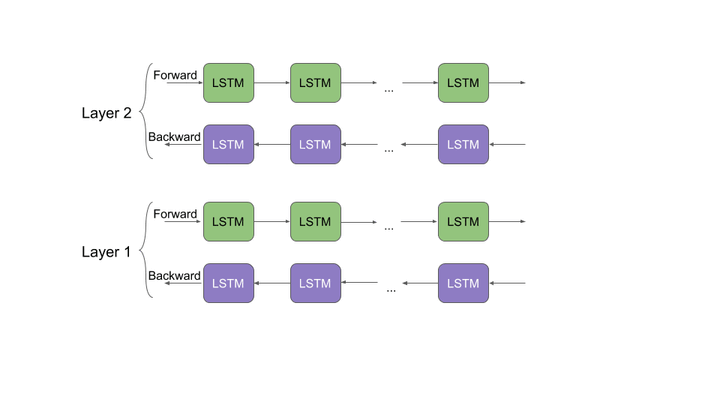 Forward
LSTM LSTM ... LSTM
Layer 2
Backward
LSTM LSTM ... LSTM
Forward
LSTM LSTM ... LSTM
Layer 1
Backward
LSTM LSTM ... LSTM